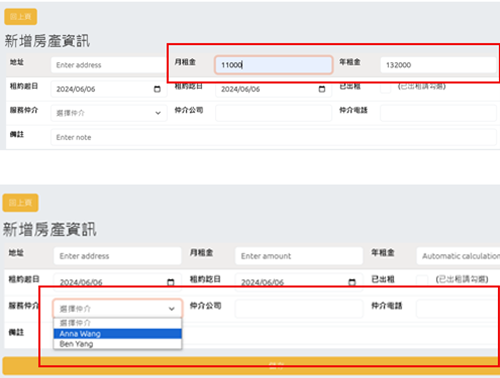 回上頁
新增房產資訊
地址 Enter address 月租金 11000 年租金 132000
租約起日 2024/06/06 租約訖日 2024/06/06 已出租 (已出租請勾選)
服務仲介 選擇仲介 仲介公司 仲介電話
備註 Enter note
回上頁
新增房產資訊
地址 Enter address 月租金 Enter amount 年租金 Automatic calculation
租約起日 2024/06/06 租約訖日 2024/06/06 已出租 (已出租請勾選)
服務仲介 選擇仲介 仲介公司 仲介電話
選擇仲介
Anna Wang
備註 Ben Yang